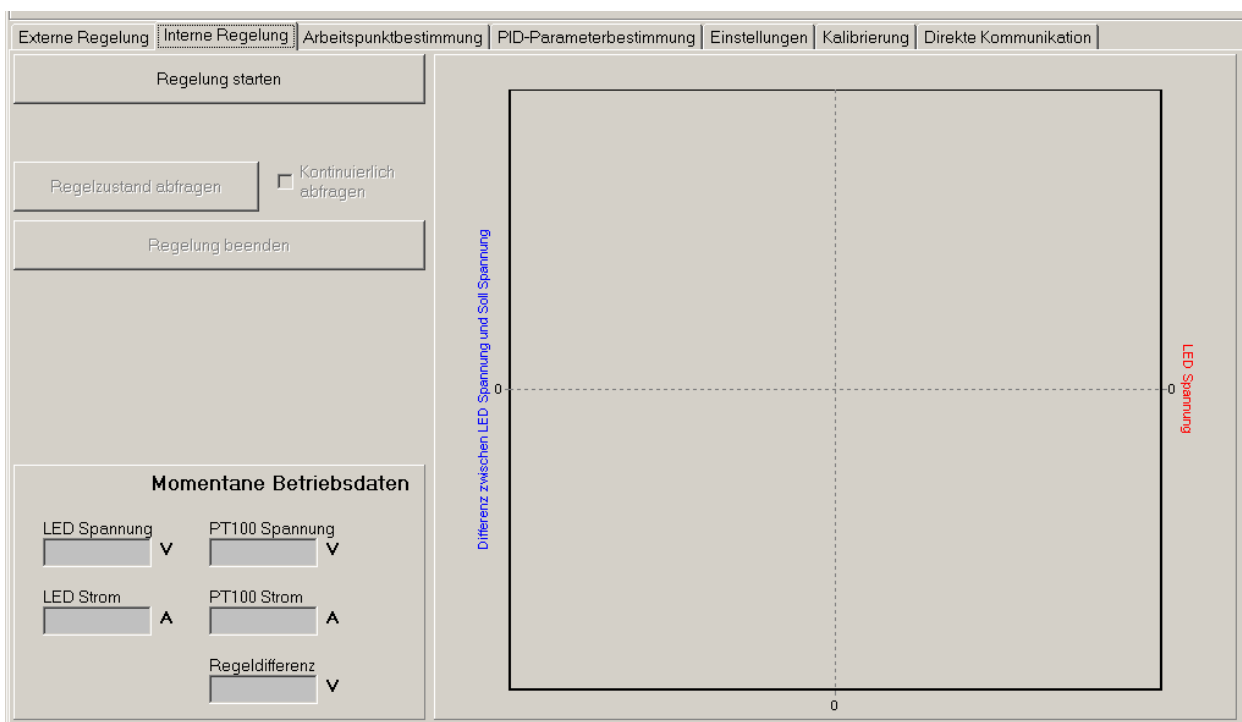 Externe Regelung Interne Regelung Arbeitspunktbestimmung PID-Parameterbestimmung Einstellungen Kalibrierung Direkte Kommunikation
Regelung starten
Regelzustand abfragen
Kontinuierlich
abfragen
Regelung beenden
Momentane Betriebsdaten
LED Spannung PT100 Spannung
V V
LED Strom PT100 Strom
A A
Regeldifferenz
V
Differenz zwischen LED Spannung und Soll Spannung
0
0
LED Spannung
0